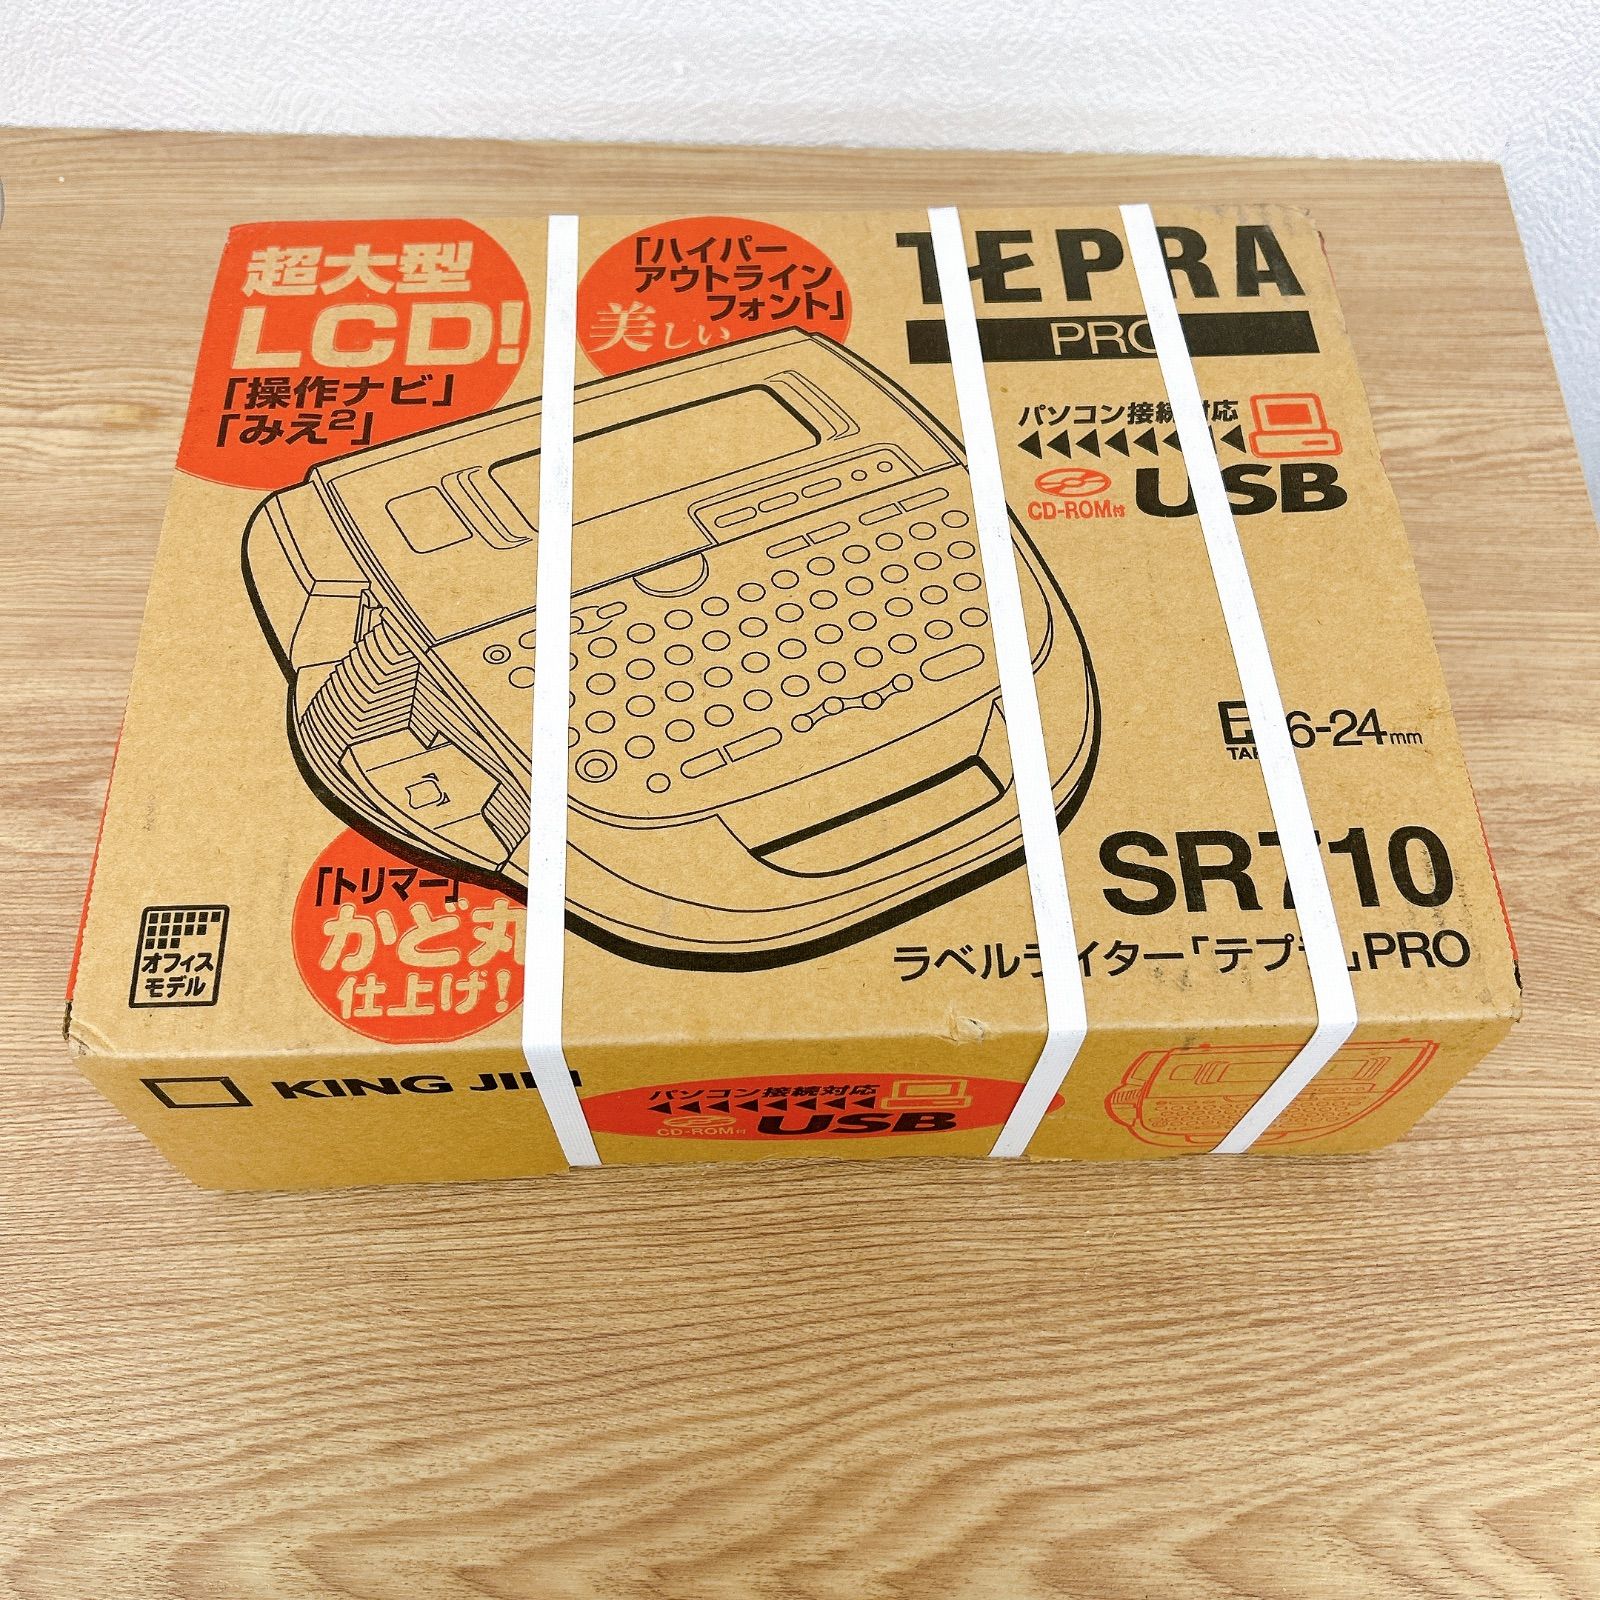 超大型
LCD!
「操作ナビ」
「みえ²」
「ハイパー
アウトライン
フォント」
美しい
TEPRA
PRO
パソコン接続対応
CD-ROM付
USB
6-24mm
SR710
ラベルライター「テプラ」PRO
「トリマー」
かど丸
仕上げ!
オフィス
モデル
KING JIM
パソコン接続対応
CD-ROM付
USB